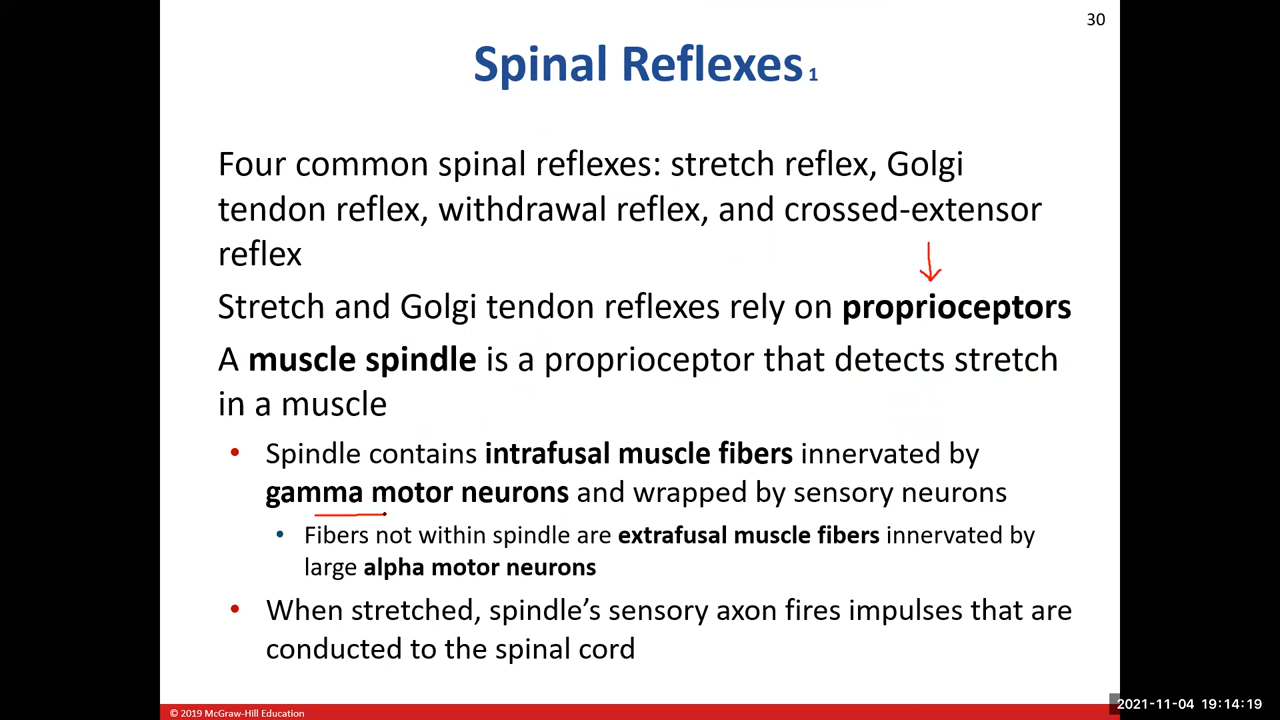 30
Spinal Reflexes 1
Four common spinal reflexes: stretch reflex, Golgi
tendon reflex, withdrawal reflex, and crossed-extensor
reflex
Stretch and Golgi tendon reflexes rely on proprioceptors
A muscle spindle is a proprioceptor that detects stretch
in a muscle
• Spindle contains intrafusal muscle fibers innervated by
gamma motor neurons and wrapped by sensory neurons
• Fibers not within spindle are extrafusal muscle fibers innervated by
large alpha motor neurons
• When stretched, spindle's sensory axon fires impulses that are
conducted to the spinal cord
© 2019 McGraw-Hill Education
2021-11-04 19:14:19